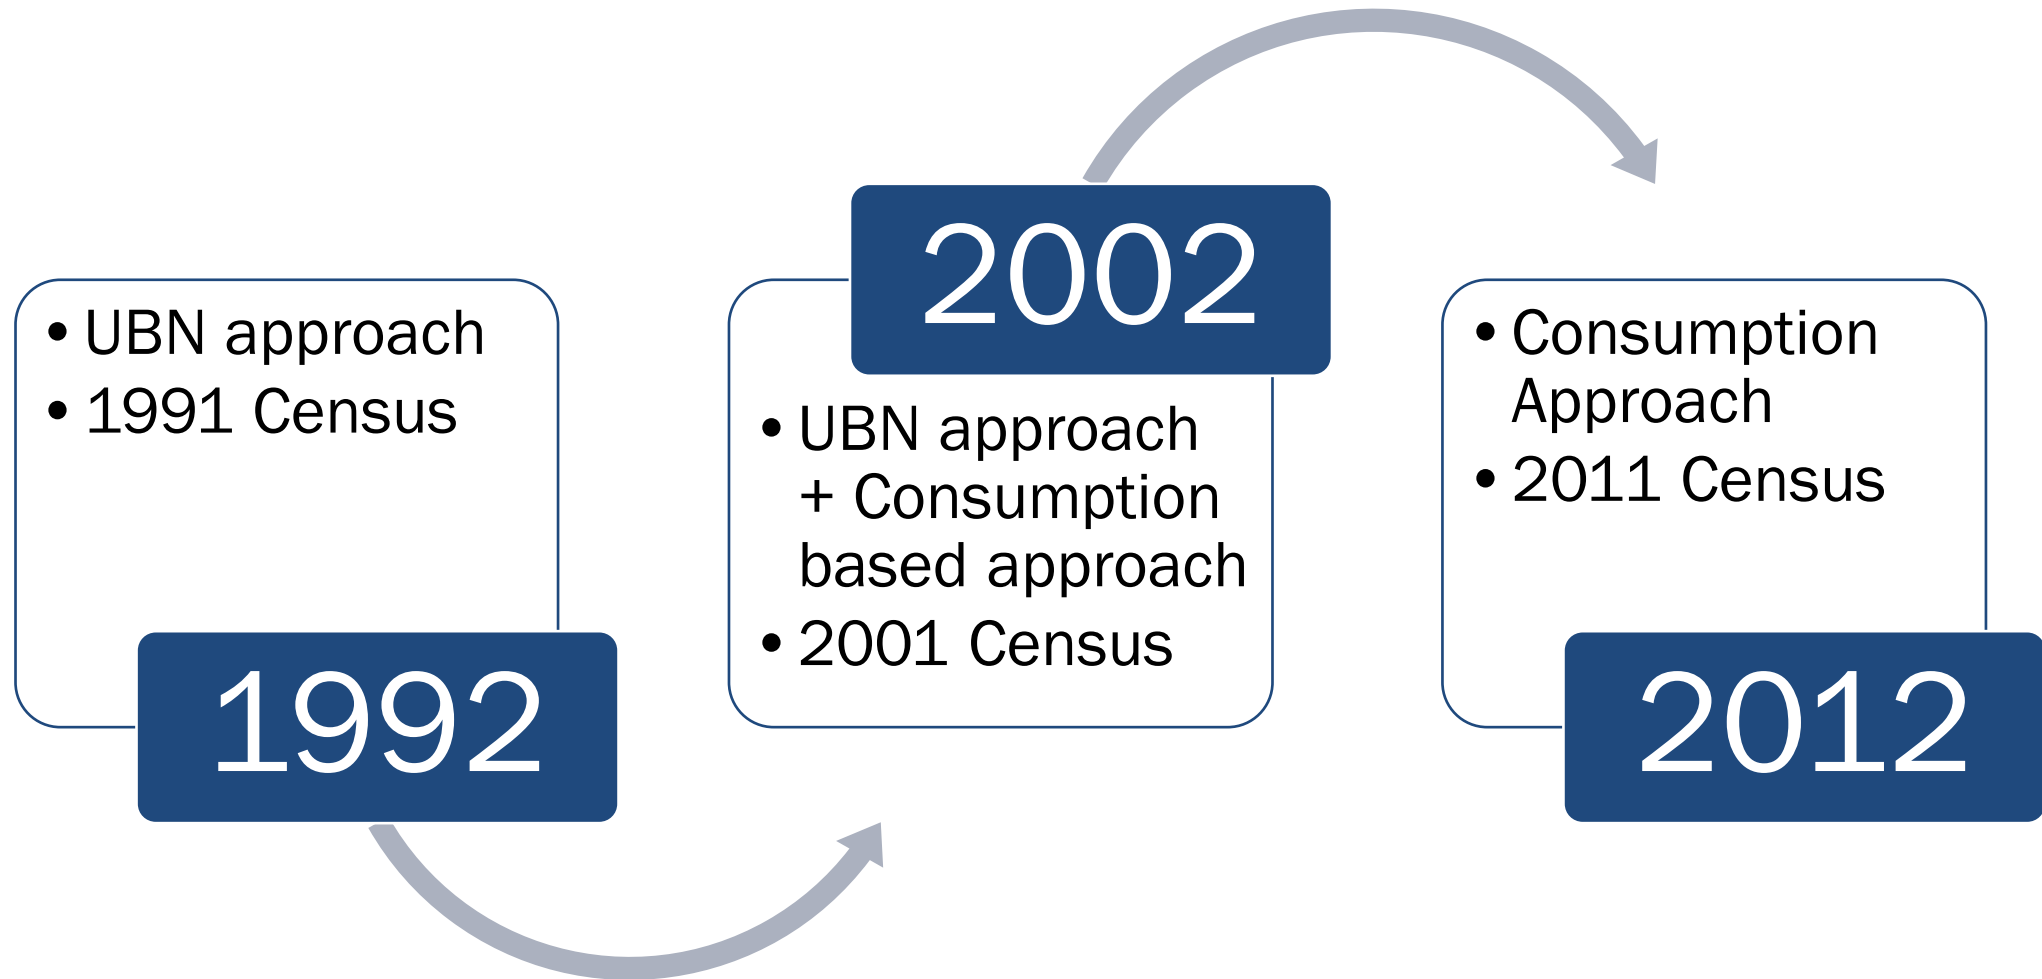 • UBN approach
• 1991 Census
1992
2002
• UBN approach
+ Consumption
based approach
• 2001 Census
• Consumption
Approach
• 2011 Census
2012